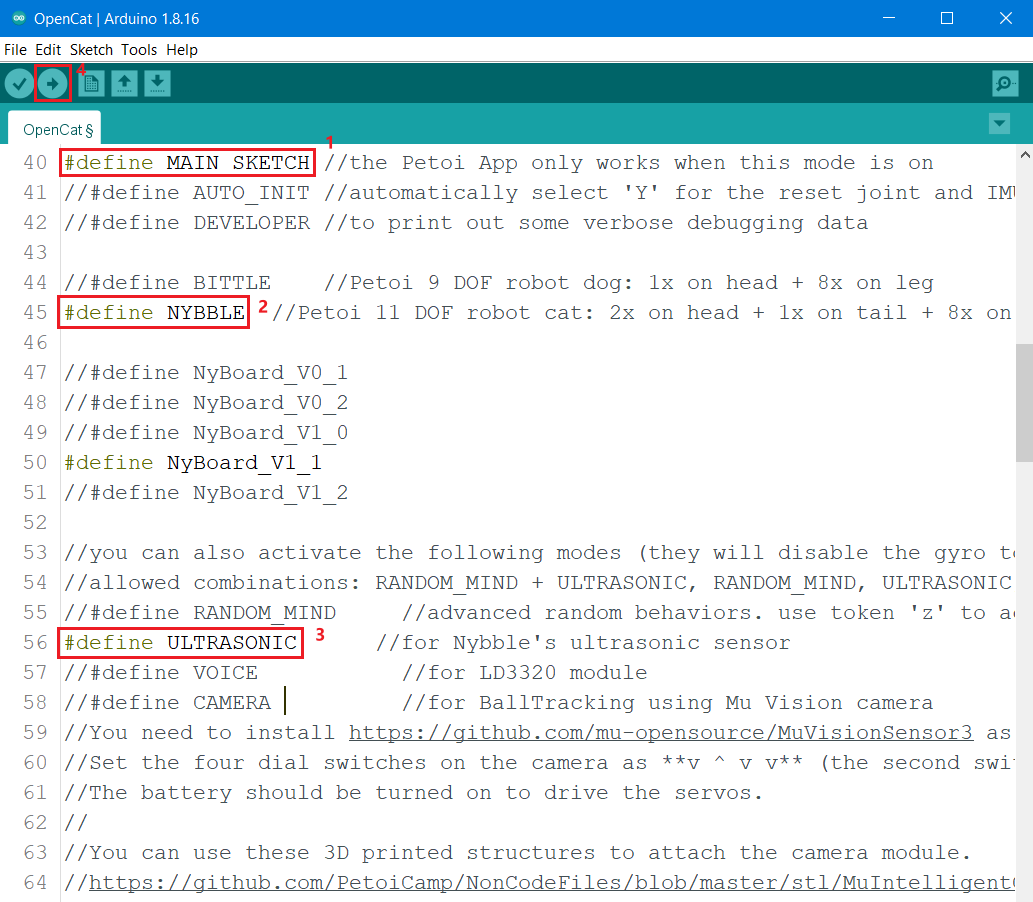 OpenCat | Arduino 1.8.16
File Edit Sketch Tools Help
4
OpenCat §
1
40 #define MAIN_SKETCH //the Petoi App only works when this mode is on
41 //#define AUTO_INIT //automatically select 'Y' for the reset joint and IMU
42 //#define DEVELOPER //to print out some verbose debugging data
43
44 //#define BITTLE //Petoi 9 DOF robot dog: 1x on head + 8x on leg
45 #define NYBBLE 2 //Petoi 11 DOF robot cat: 2x on head + 1x on tail + 8x on
46
47 //#define NyBoard_V0_1
48 //#define NyBoard_V0_2
49 //#define NyBoard_V1_0
50 #define NyBoard_V1_1
51 //#define NyBoard_V1_2
52
53 //you can also activate the following modes (they will disable the gyro to
54 //allowed combinations: RANDOM_MIND + ULTRASONIC, RANDOM_MIND, ULTRASONIC
55 //#define RANDOM_MIND //advanced random behaviors. use token 'z' to ac
56 #define ULTRASONIC 3 //for Nybble's ultrasonic sensor
57 //#define VOICE //for LD3320 module
58 //#define CAMERA //for BallTracking using Mu Vision camera
59 //You need to install https://github.com/mu-opensource/MuVisionSensor3 as
60 //Set the four dial switches on the camera as **v ^ v v** (the second swi
61 //The battery should be turned on to drive the servos.
62 //
63 //You can use these 3D printed structures to attach the camera module.
64 //https://github.com/PetoiCamp/NonCodeFiles/blob/master/stl/MuIntelligent